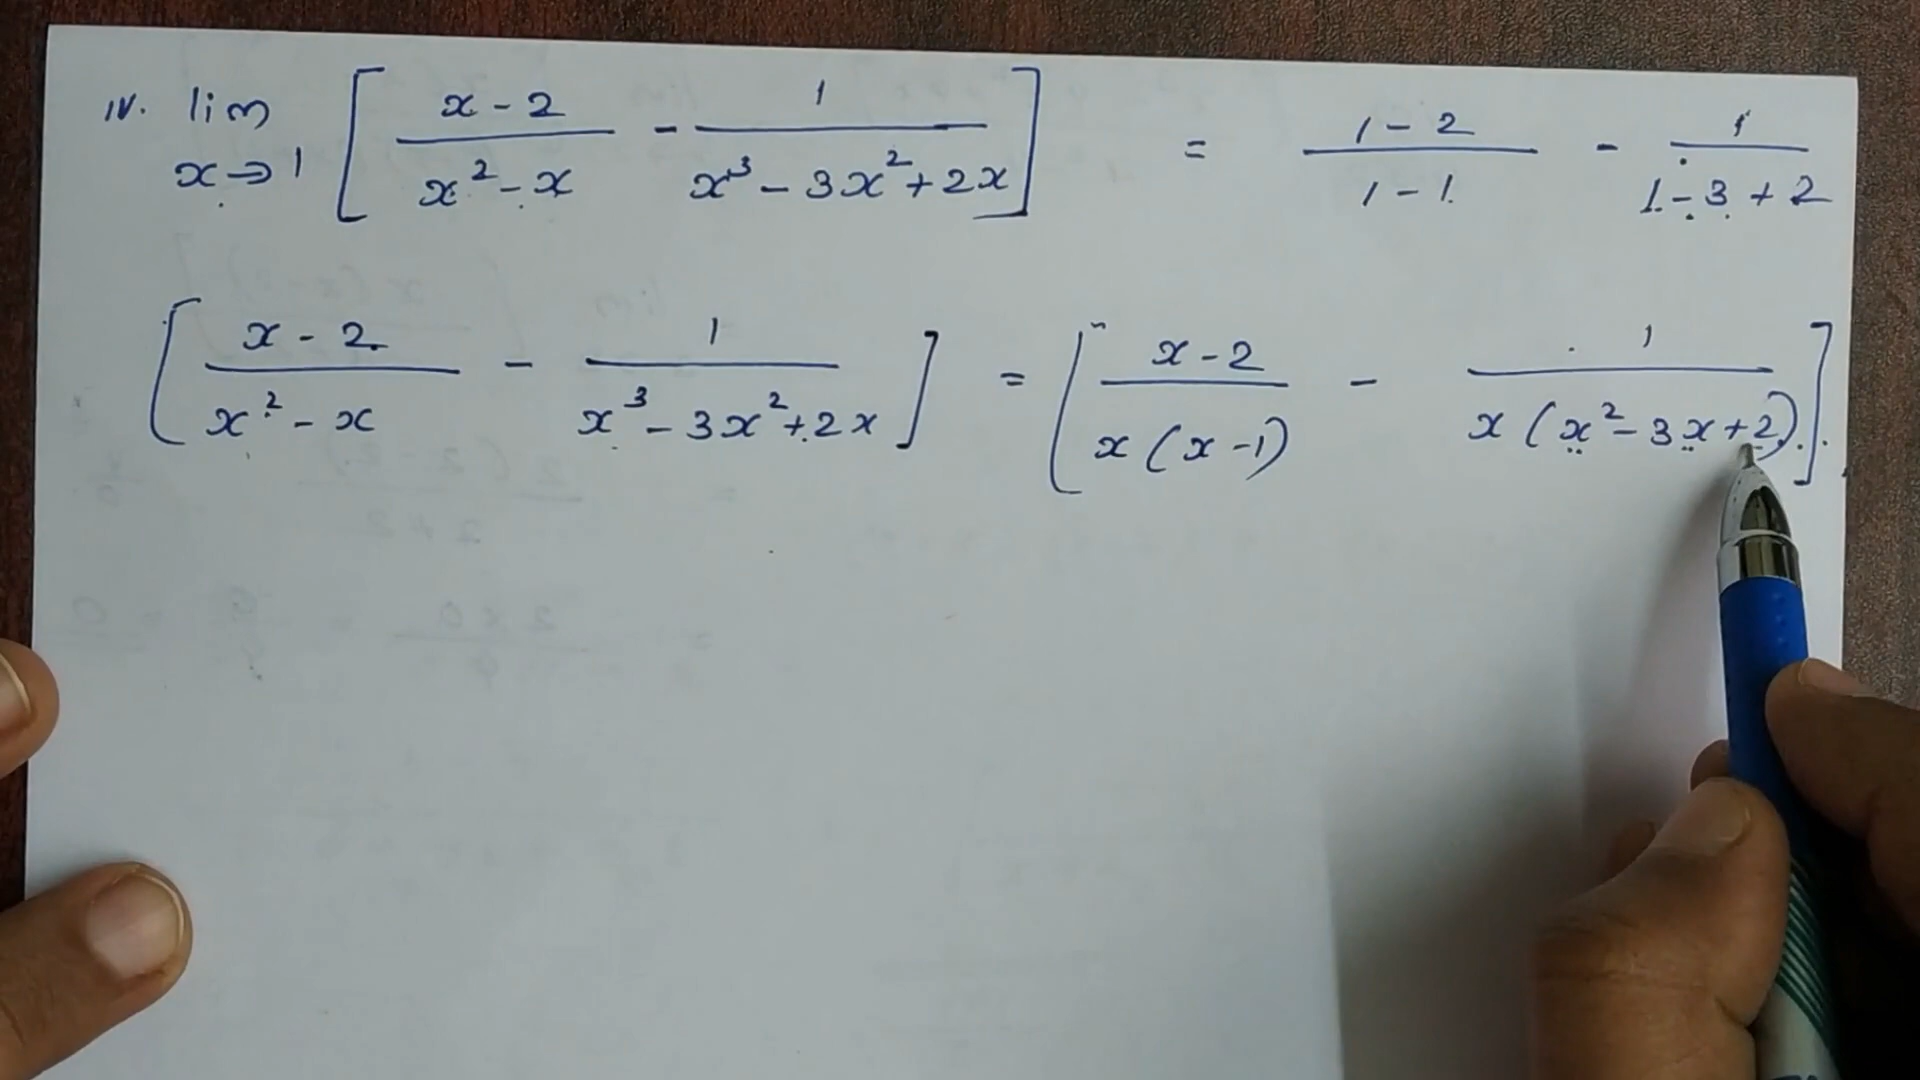 IV. lim x→1 [ (x - 2)/(x² - x) - 1/(x³ - 3x² + 2x) ] = (1 - 2)/(1 - 1) - 1/(1 - 3 + 2)
[ (x - 2)/(x² - x) - 1/(x³ - 3x² + 2x) ] = [ (x - 2)/(x(x - 1)) - 1/(x(x² - 3x + 2)) ]